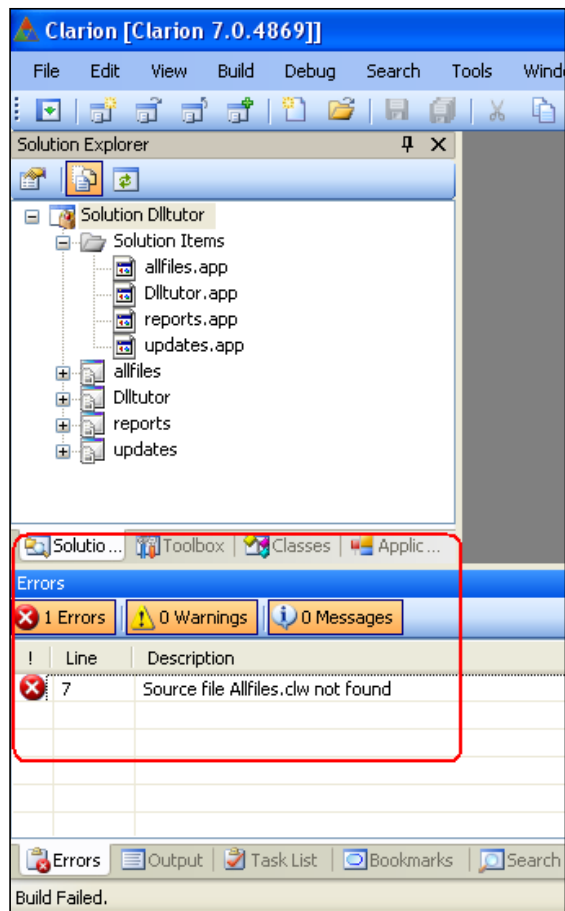 Clarion [Clarion 7.0.4869]]
File Edit View Build Debug Search Tools
Solution Explorer
Solution Dlltutor
Solution Items
allfiles.app
Dlltutor.app
reports.app
updates.app
allfiles
Dlltutor
reports
updates
Solutio ... Toolbox Classes Applic ...
Errors
1 Errors 0 Warnings 0 Messages
! Line Description
7 Source file Allfiles.clw not found
Errors Output Task List Bookmarks Search
Build Failed.